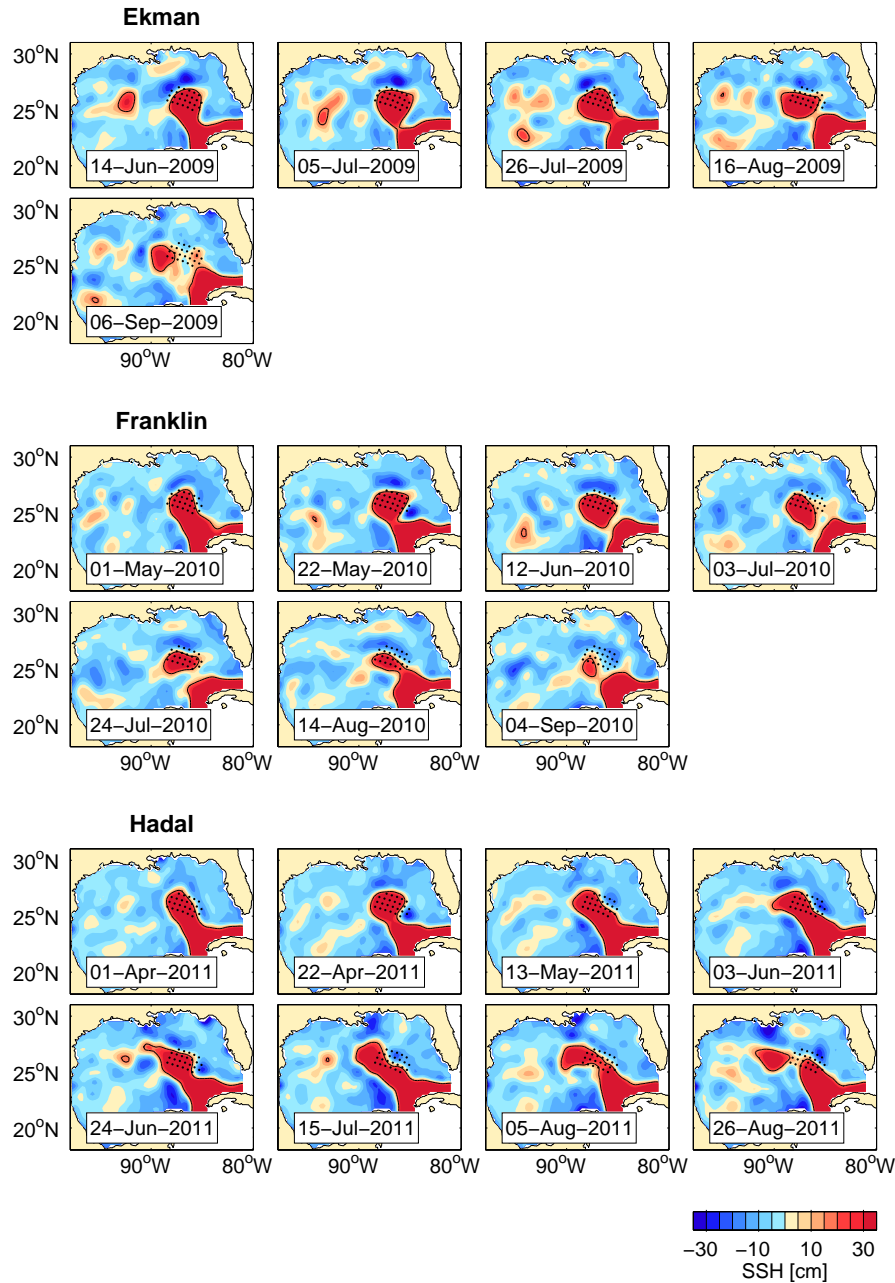 Ekman
30°N
25°N
20°N
14−Jun−2009
05−Jul−2009
26−Jul−2009
16−Aug−2009
30°N
25°N
20°N
06−Sep−2009
90°W
80°W
Franklin
30°N
25°N
20°N
01−May−2010
22−May−2010
12−Jun−2010
03−Jul−2010
30°N
25°N
20°N
24−Jul−2010
14−Aug−2010
04−Sep−2010
90°W
80°W
90°W
80°W
90°W
80°W
Hadal
30°N
25°N
20°N
01−Apr−2011
22−Apr−2011
13−May−2011
03−Jun−2011
30°N
25°N
20°N
24−Jun−2011
15−Jul−2011
05−Aug−2011
26−Aug−2011
90°W
80°W
90°W
80°W
90°W
80°W
90°W
80°W
−30 −10 10 30
SSH [cm]